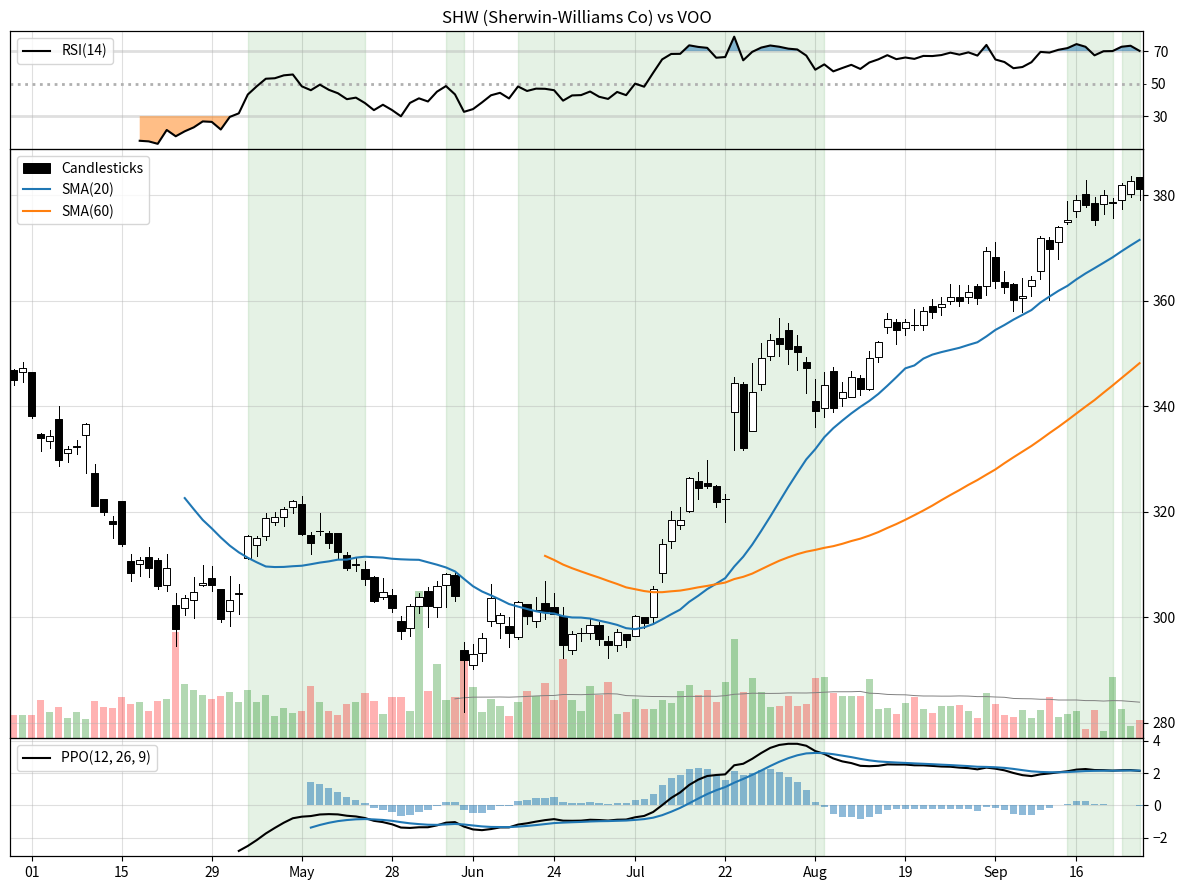 SHW (Sherwin-Williams Co) vs VOO
RSI(14)
70
50
30
Candlesticks
SMA(20)
SMA(60)
380
360
340
320
300
280
PPO(12, 26, 9)
4
2
0
−2
01 15 29 May 28 Jun 24 Jul 22 Aug 19 Sep 16